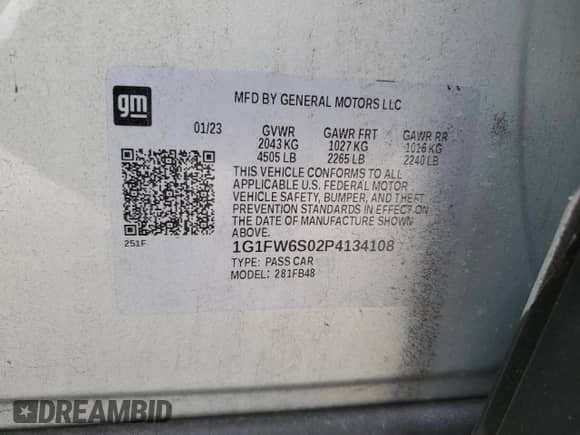 gm
MFD BY GENERAL MOTORS LLC
01/23 GVWR GAWR FRT GAWR RR
2043 KG 1027 KG 1016 KG
4505 LB 2265 LB 2240 LB
THIS VEHICLE CONFORMS TO ALL
APPLICABLE U.S. FEDERAL MOTOR
VEHICLE SAFETY, BUMPER, AND THEFT
PREVENTION STANDARDS IN EFFECT ON
THE DATE OF MANUFACTURE SHOWN
ABOVE.
251F
1G1FW6S02P4134108
TYPE: PASS CAR
MODEL: 281FB48
DREAMBID